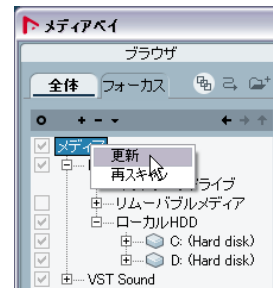 メディアベイ
ブラウザ
全体 フォーカス
メディア
更新
再スキャン
ライブ
リムーバブルメディア
ローカルHDD
C: (Hard disk)
D: (Hard disk)
VST Sound